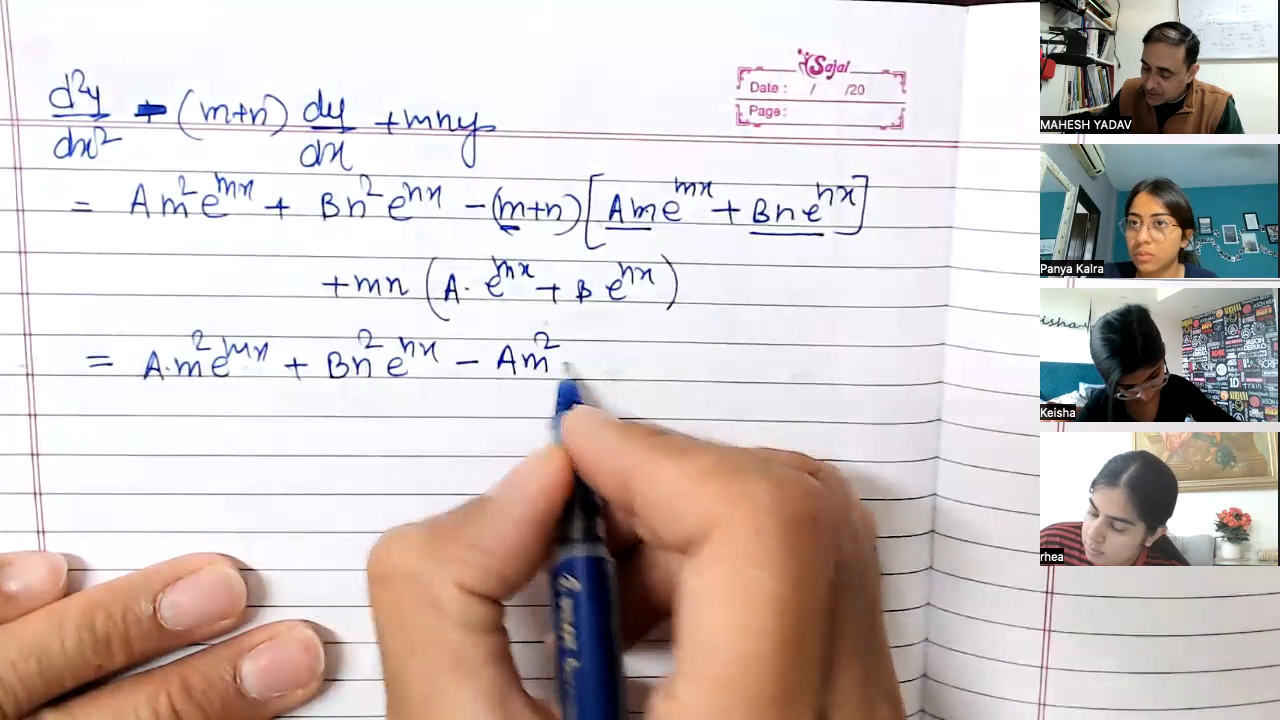 Sajal
Date : / /20
Page:
d²y/dx² - (m+n) dy/dx + mny
= Am²e^mx + Bn²e^nx - (m+n) [Ame^mx + Bne^nx]
+mn (A. e^mx + B e^nx)
= A.m²e^mx + Bn²e^nx - Am²
MAHESH YADAV
Panya Kalra
Keisha
rhea